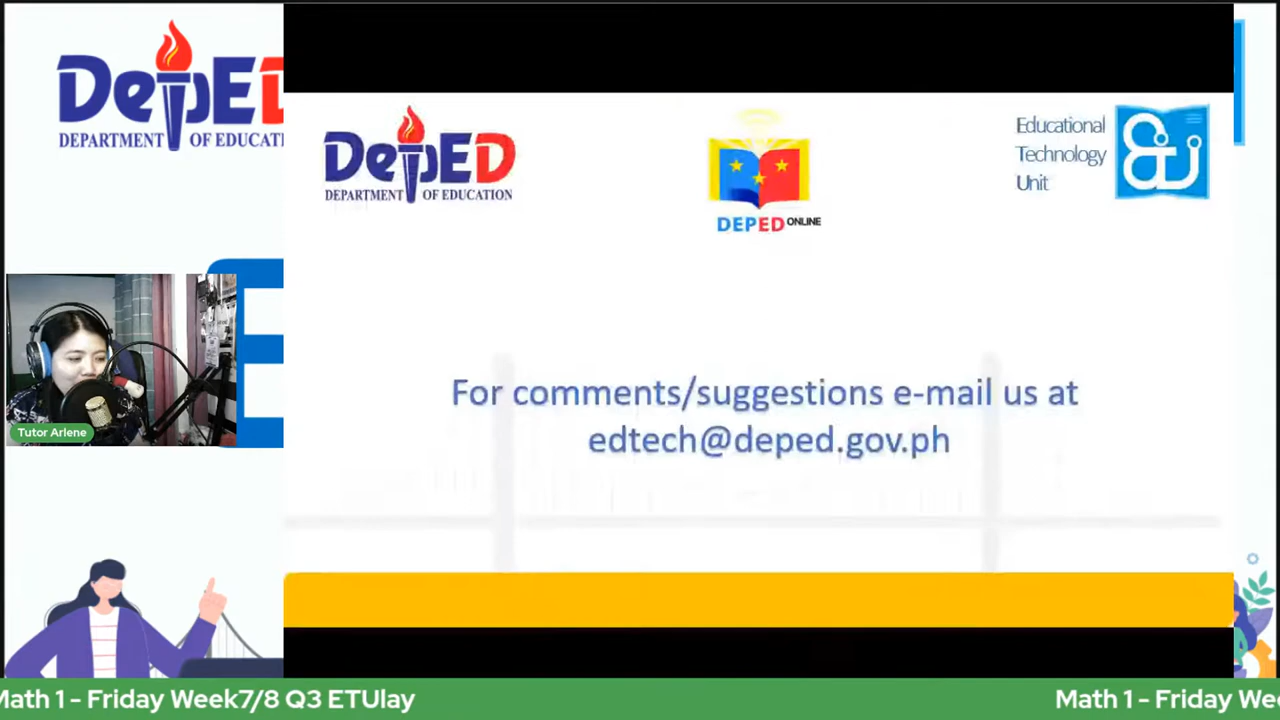 DepED
DEPARTMENT OF EDUCATI
DepED
DEPARTMENT OF EDUCATION
DEPED ONLINE
Educational
Technology
Unit
For comments/suggestions e-mail us at
edtech@deped.gov.ph
Tutor Arlene
Math 1 - Friday Week7/8 Q3 ETUlay
Math 1 - Friday Wee